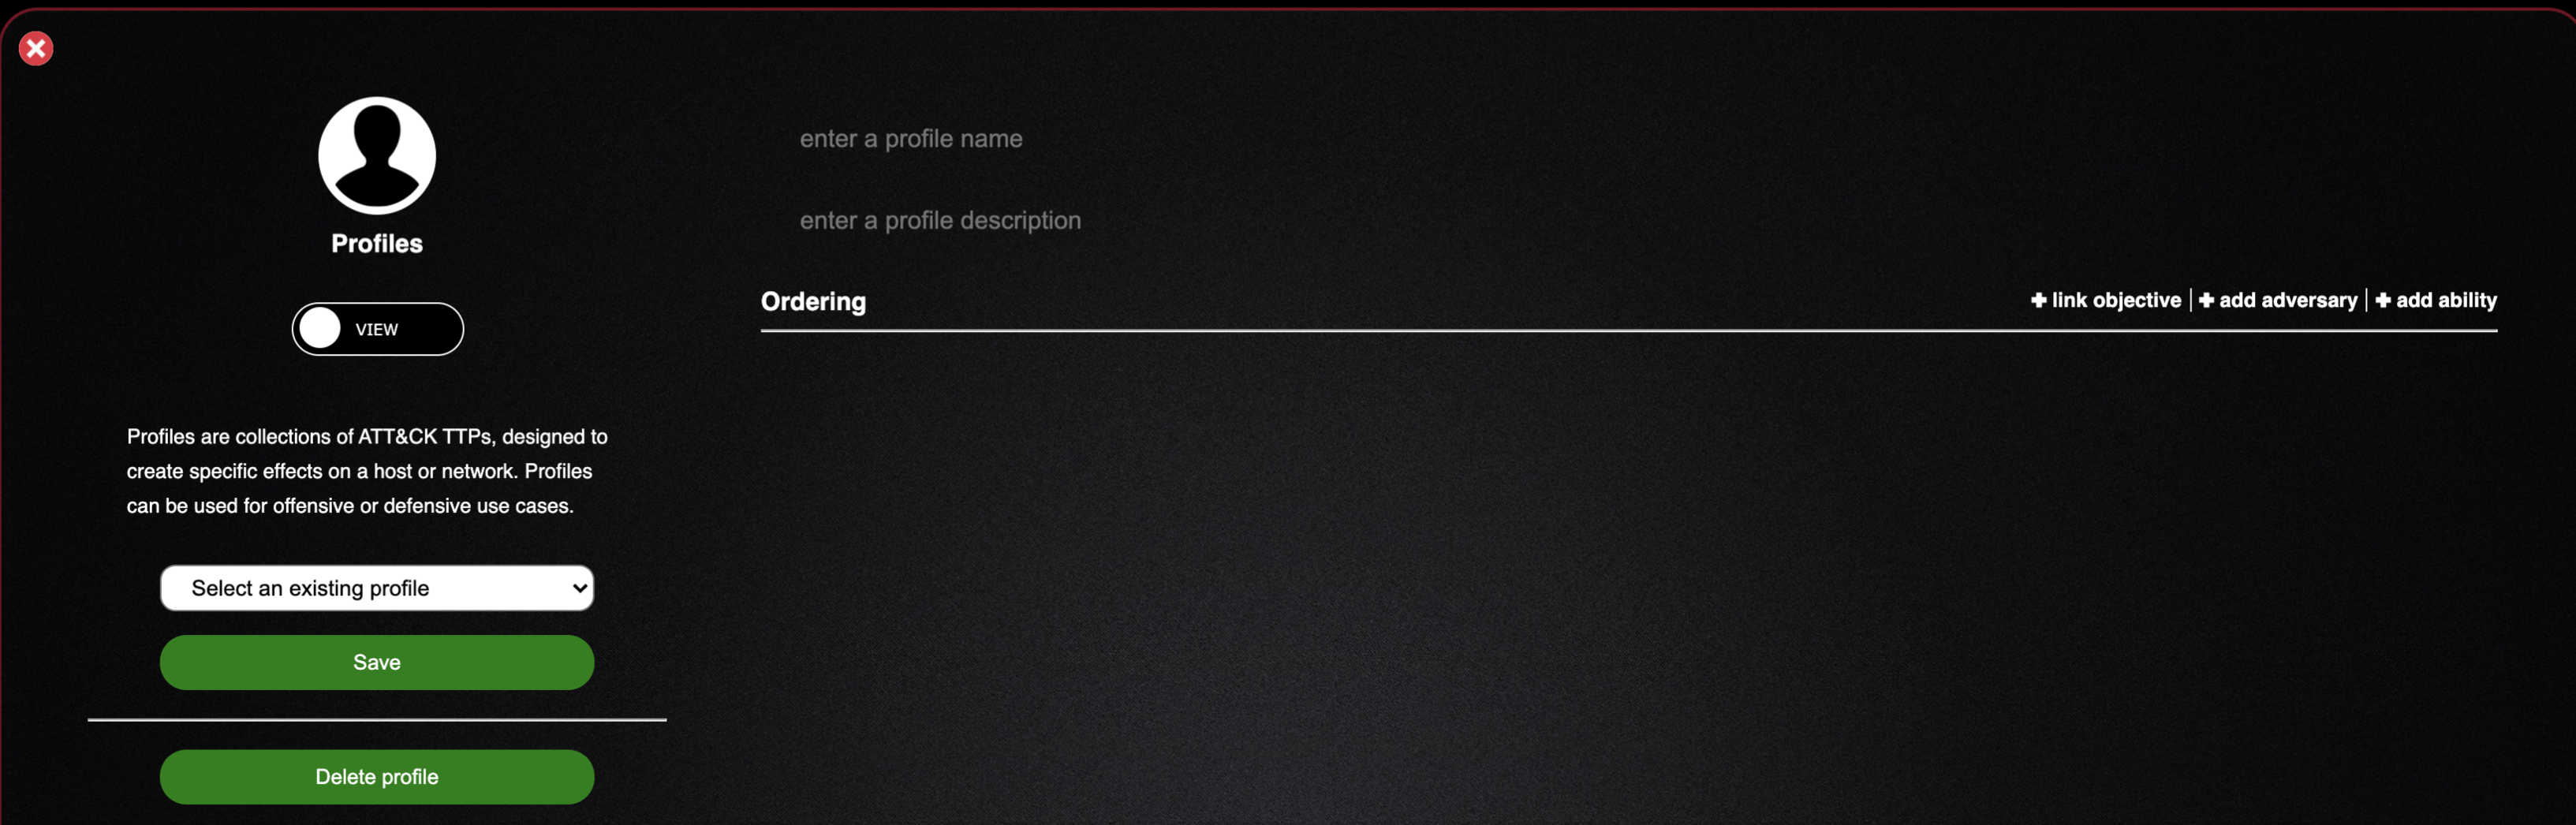 Profiles
VIEW
Profiles are collections of ATT&CK TTPs, designed to
create specific effects on a host or network. Profiles
can be used for offensive or defensive use cases.
Select an existing profile
Save
Delete profile
enter a profile name
enter a profile description
Ordering
link objective | add adversary | add ability